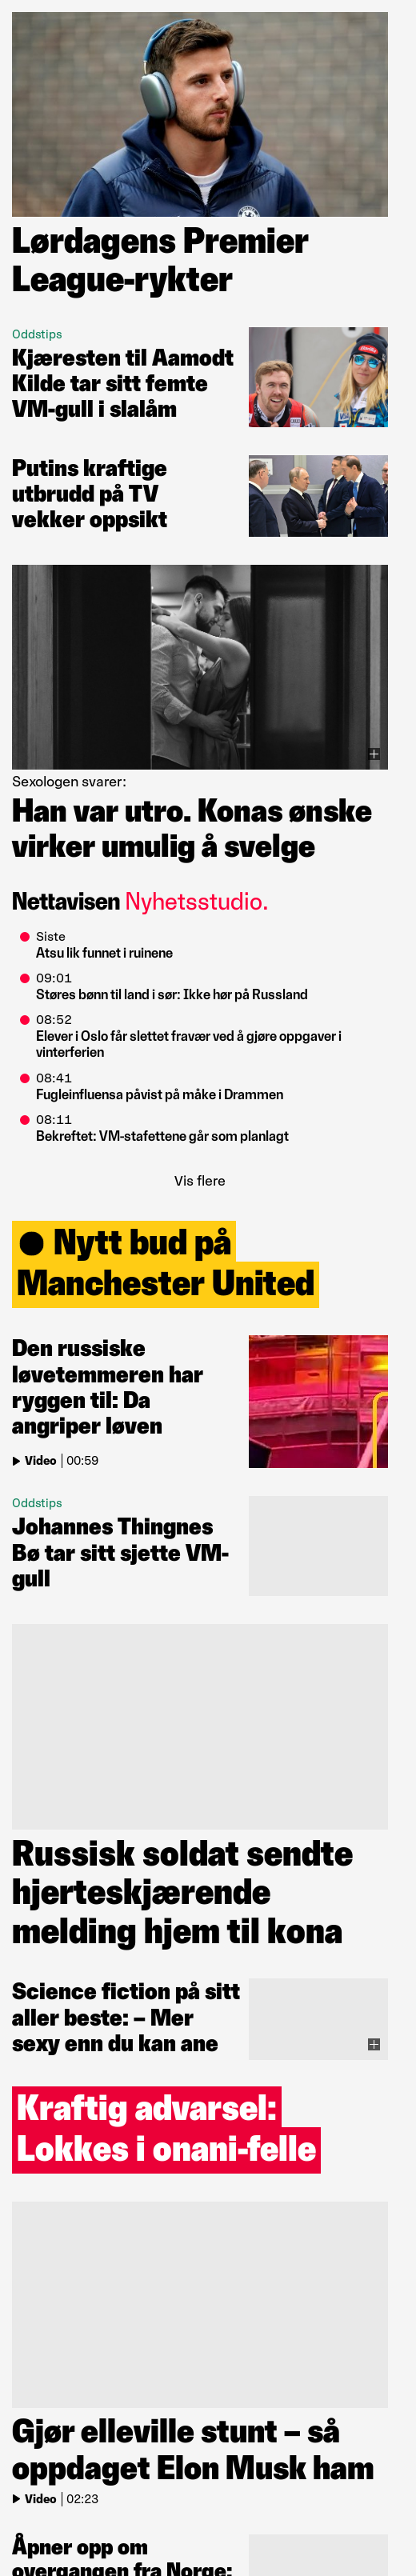 Lørdagens Premier
League-rykter
Oddstips
Kjæresten til Aamodt
Kilde tar sitt femte
VM-gull i slalåm
Putins kraftige
utbrudd på TV
vekker oppsikt
Sexologen svarer:
Han var utro. Konas ønske
virker umulig å svelge
Nettavisen Nyhetsstudio.
Siste
Atsu lik funnet i ruinene
09:01
Støres bønn til land i sør: Ikke hør på Russland
08:52
Elever i Oslo får slettet fravær ved å gjøre oppgaver i
vinterferien
08:41
Fugleinfluensa påvist på måke i Drammen
08:11
Bekreftet: VM-stafettene går som planlagt
Vis flere
Nytt bud på
Manchester United
Den russiske
løvetemmeren har
ryggen til: Da
angriper løven
Video | 00:59
Oddstips
Johannes Thingnes
Bø tar sitt sjette VM-
gull
Russisk soldat sendte
hjerteskjærende
melding hjem til kona
Science fiction på sitt
aller beste: – Mer
sexy enn du kan ane
Kraftig advarsel:
Lokkes i onani-felle
Gjør elleville stunt – så
oppdaget Elon Musk ham
Video | 02:23
Åpner opp om
overgangen fra Norge: